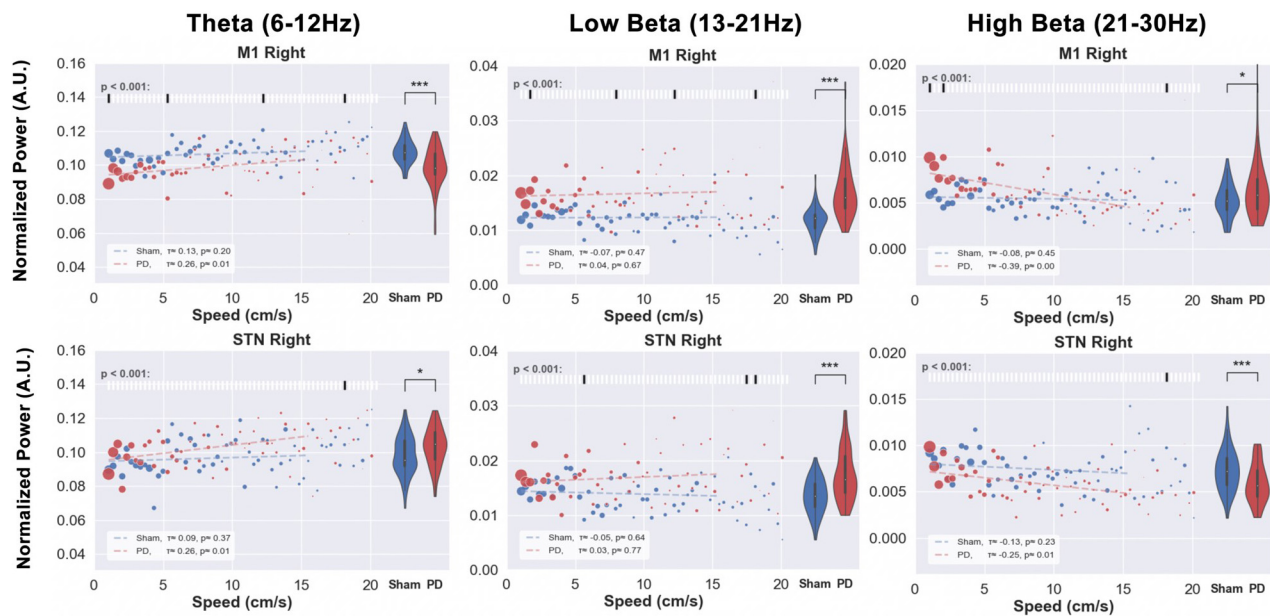 Theta (6-12Hz)
Low Beta (13-21Hz)
High Beta (21-30Hz)
Normalized Power (A.U.)
M1 Right
0.16
0.14
0.12
0.10
0.08
0.06
0.04
p < 0.001:
***
Sham, τ≈ 0.13, p≈ 0.20
PD, τ≈ 0.26, p≈ 0.01
0 5 10 15 20 Sham PD
Speed (cm/s)
M1 Right
0.04
0.03
0.02
0.01
0.00
p < 0.001:
***
Sham, τ≈ -0.07, p≈ 0.47
PD, τ≈ 0.04, p≈ 0.67
0 5 10 15 20 Sham PD
Speed (cm/s)
M1 Right
0.020
0.015
0.010
0.005
0.000
p < 0.001:
*
Sham, τ≈ -0.08, p≈ 0.45
PD, τ≈ -0.39, p≈ 0.00
0 5 10 15 20 Sham PD
Speed (cm/s)
Normalized Power (A.U.)
STN Right
0.16
0.14
0.12
0.10
0.08
0.06
0.04
p < 0.001:
*
Sham, τ≈ 0.09, p≈ 0.37
PD, τ≈ 0.26, p≈ 0.01
0 5 10 15 20 Sham PD
Speed (cm/s)
STN Right
0.04
0.03
0.02
0.01
0.00
p < 0.001:
***
Sham, τ≈ -0.05, p≈ 0.64
PD, τ≈ 0.03, p≈ 0.77
0 5 10 15 20 Sham PD
Speed (cm/s)
STN Right
0.020
0.015
0.010
0.005
0.000
p < 0.001:
***
Sham, τ≈ -0.13, p≈ 0.23
PD, τ≈ -0.25, p≈ 0.01
0 5 10 15 20 Sham PD
Speed (cm/s)